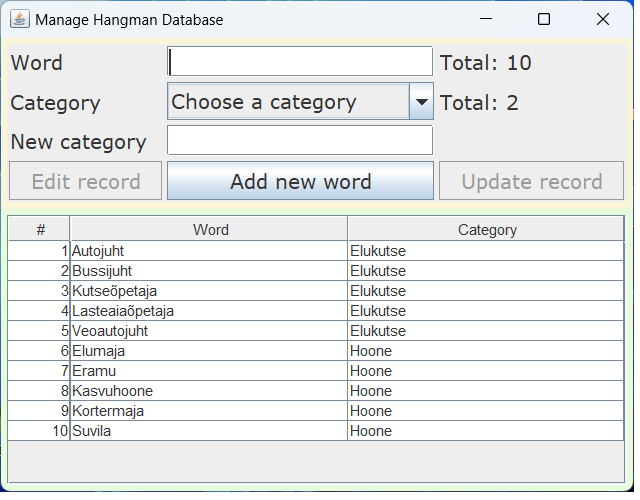 Manage Hangman Database
Word Total: 10
Category Choose a category Total: 2
New category
Edit record Add new word Update record
# Word Category
1 Autojuht Elukutse
2 Bussijuht Elukutse
3 Kutseõpetaja Elukutse
4 Lasteaiaõpetaja Elukutse
5 Veoautojuht Elukutse
6 Elumaja Hoone
7 Eramu Hoone
8 Kasvuhoone Hoone
9 Kortermaja Hoone
10 Suvila Hoone